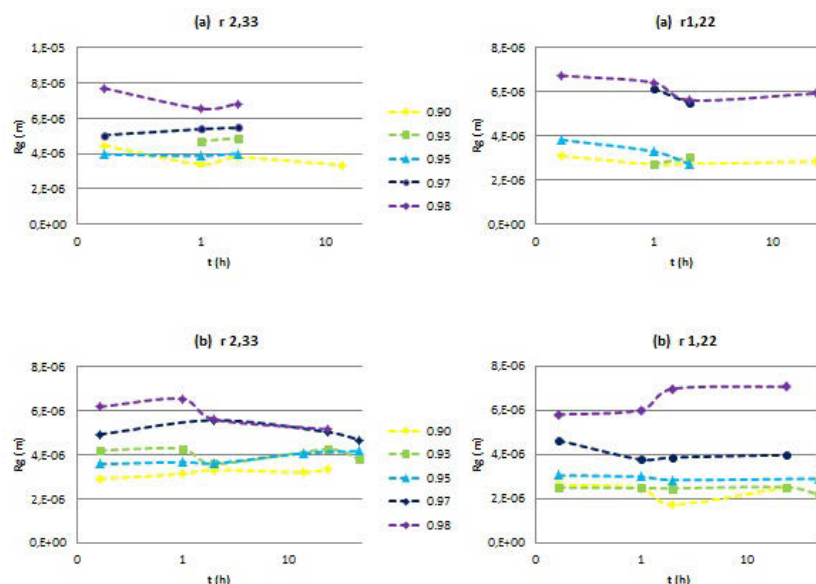 (a) r 2,33
1,E-05
8,E-06
6,E-06
4,E-06
2,E-06
0,E+00
Rg (m)
0
1
10
t (h)
0.90
0.93
0.95
0.97
0.98
(a) r1,22
8,E-06
6,E-06
4,E-06
2,E-06
0,E+00
Rg (m)
0
1
10
t (h)
(b) r 2,33
8,E-06
6,E-06
4,E-06
2,E-06
0,E+00
Rg (m)
0
1
10
t (h)
0.90
0.93
0.95
0.97
0.98
(b) r 1,22
8,E-06
6,E-06
4,E-06
2,E-06
0,E+00
Rg (m)
0
1
10
t (h)